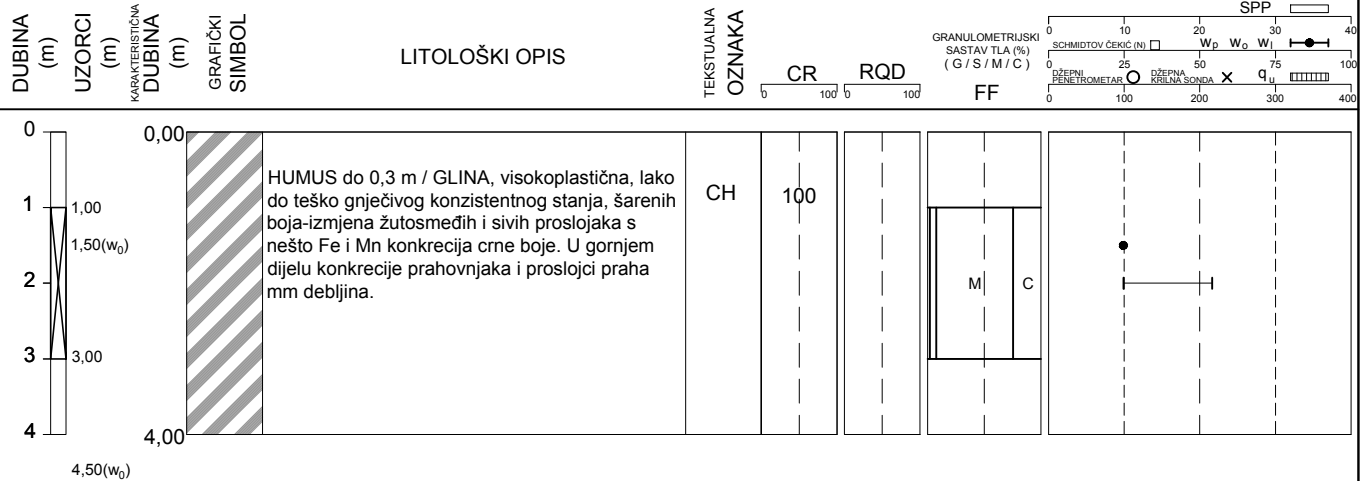 DUBINA (m)
UZORCI (m)
KARAKTERISTIČNA DUBINA (m)
GRAFIČKI SIMBOL
LITOLOŠKI OPIS
TEKSTUALNA OZNAKA
CR
0 100
RQD
0 100
GRANULOMETRIJSKI
SASTAV TLA (%)
( G / S / M / C )
FF
SPP
0 10 20 30 40
SCHMIDTOV ČEKIĆ (N) Wp Wo Wl
0 25 50 75 100
DŽEPNI PENETROMETAR DŽEPNA KRILNA SONDA qu
0 100 200 300 400
0
0,00
HUMUS do 0,3 m / GLINA, visokoplastična, lako
do teško gnječivog konzistentnog stanja, šarenih
boja-izmjena žutosmeđih i sivih proslojaka s
nešto Fe i Mn konkrecija crne boje. U gornjem
dijelu konkrecije prahovnjaka i proslojci praha
mm debljina.
CH
100
1
1,00
1,50(w0)
2
M C
3
3,00
4
4,00
4,50(w0)